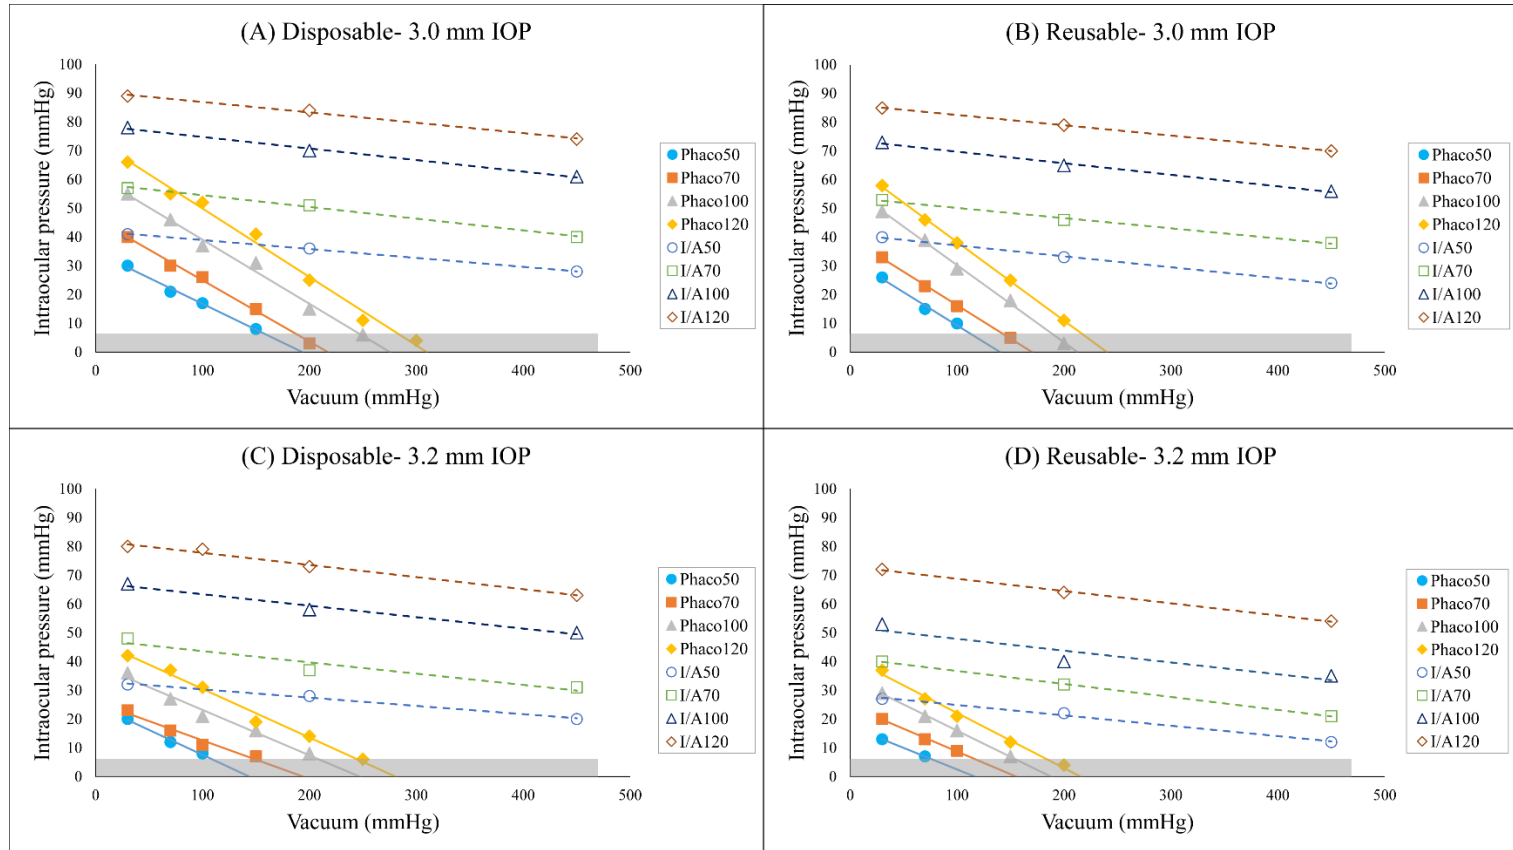 (A) Disposable- 3.0 mm IOP
Intraocular pressure (mmHg)
100
90
80
70
60
50
40
30
20
10
0
0 100 200 300 400 500
Vacuum (mmHg)
Phaco50
Phaco70
Phaco100
Phaco120
I/A50
I/A70
I/A100
I/A120
(B) Reusable- 3.0 mm IOP
Intraocular pressure (mmHg)
100
90
80
70
60
50
40
30
20
10
0
0 100 200 300 400 500
Vacuum (mmHg)
Phaco50
Phaco70
Phaco100
Phaco120
I/A50
I/A70
I/A100
I/A120
(C) Disposable- 3.2 mm IOP
Intraocular pressure (mmHg)
100
90
80
70
60
50
40
30
20
10
0
0 100 200 300 400 500
Vacuum (mmHg)
Phaco50
Phaco70
Phaco100
Phaco120
I/A50
I/A70
I/A100
I/A120
(D) Reusable- 3.2 mm IOP
Intraocular pressure (mmHg)
100
90
80
70
60
50
40
30
20
10
0
0 100 200 300 400 500
Vacuum (mmHg)
Phaco50
Phaco70
Phaco100
Phaco120
I/A50
I/A70
I/A100
I/A120